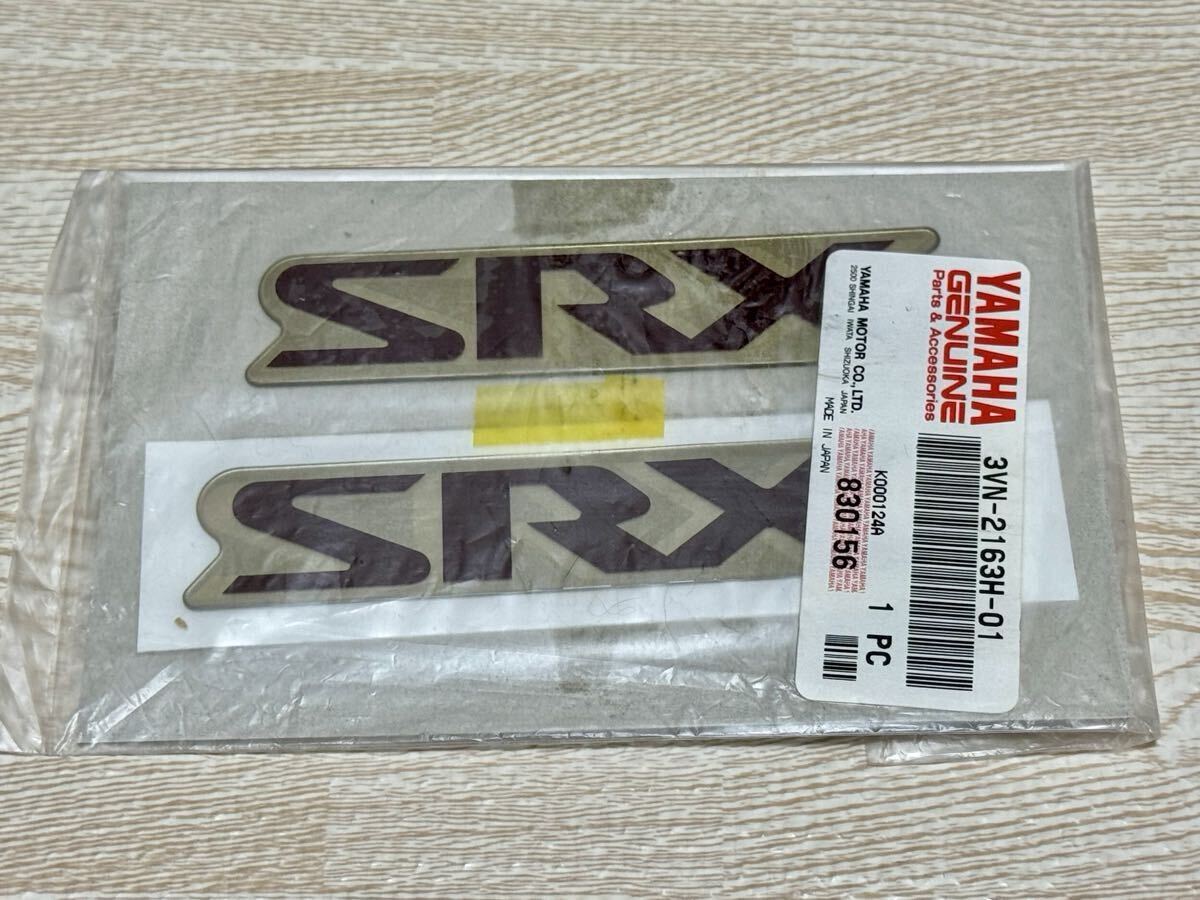 SRX
SRX
YAMAHA
GENUINE
Parts & Accessories
3VN-2163H-01
YAMAHA MOTOR CO., LTD.
2500 SHINGAI IWATA SHIZUOKA JAPAN
MADE IN JAPAN
K000124A
830156
1 PC